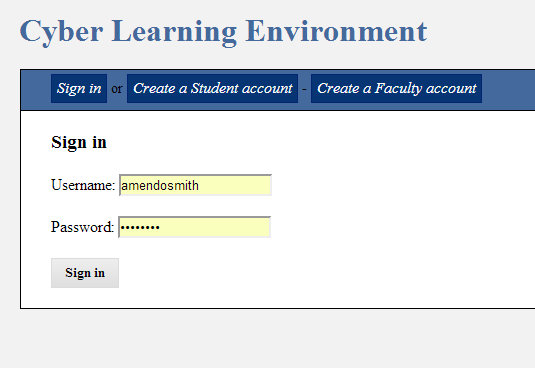 Cyber Learning Environment
Sign in or Create a Student account - Create a Faculty account
Sign in
Username: amendosmith
Password: ••••••••
Sign in